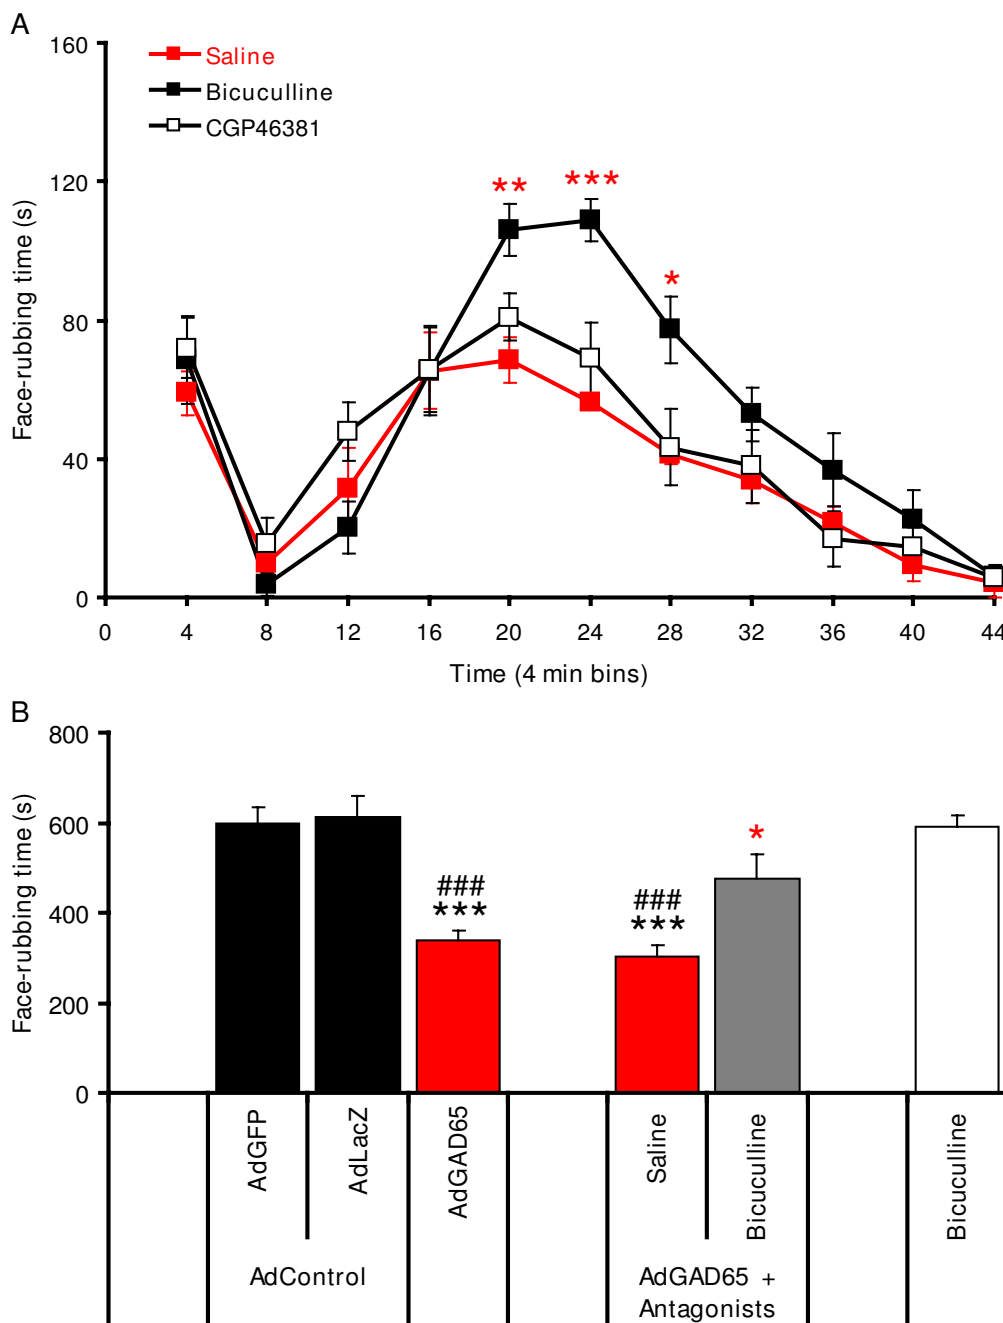 A
160
120
80
40
0
Face-rubbing time (s)
Saline
Bicuculline
CGP46381
**
***
*
0 4 8 12 16 20 24 28 32 36 40 44
Time (4 min bins)
B
800
600
400
200
0
Face-rubbing time (s)
###
***
###
***
*
AdGFP
AdLacZ
AdGAD65
Saline
Bicuculline
Bicuculline
AdControl
AdGAD65 +
Antagonists